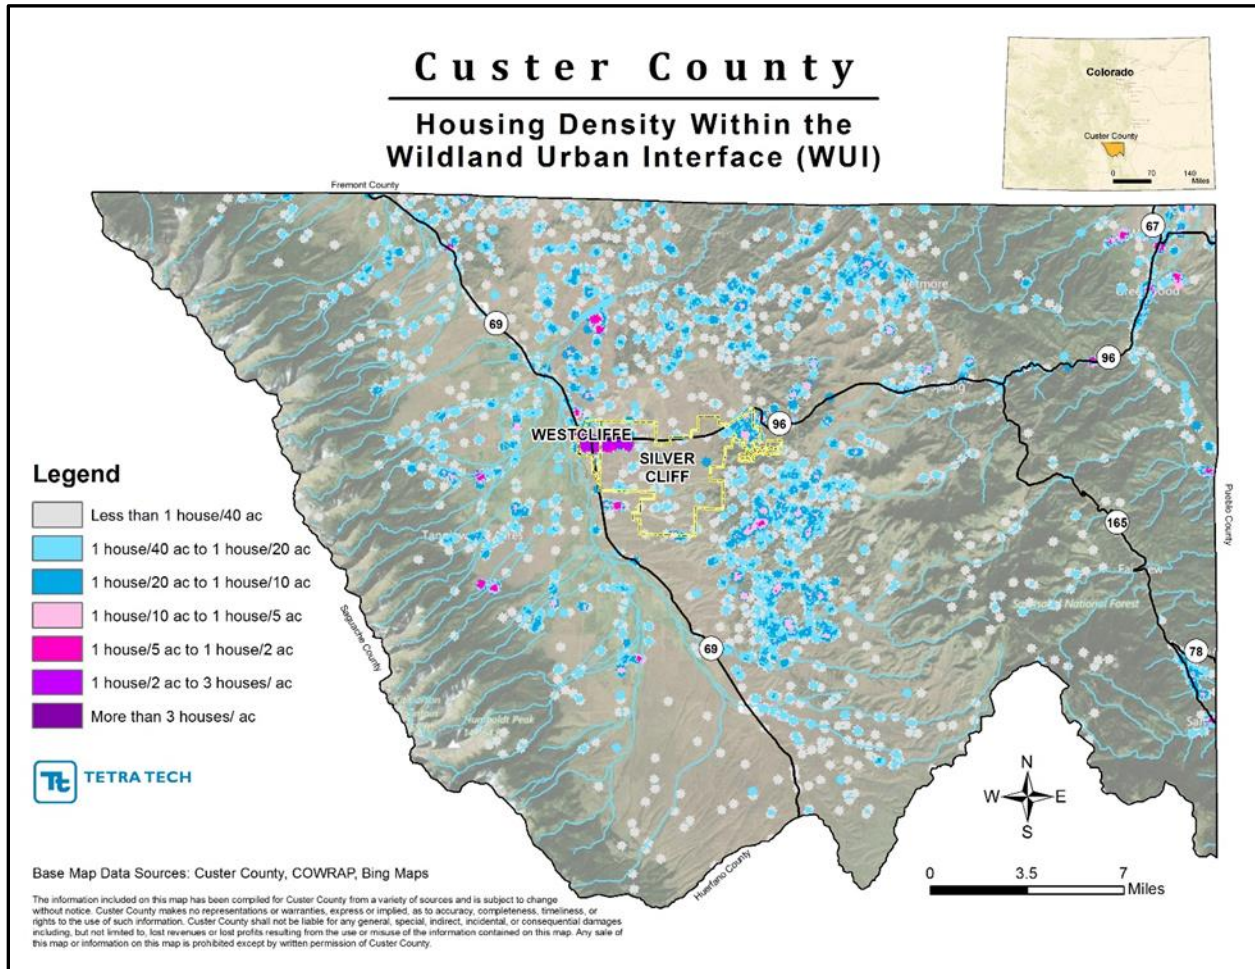 Custer County
Housing Density Within the
Wildland Urban Interface (WUI)
Colorado
Custer County
0 70 140
Miles
Fremont County
67
69
96
96
WESTCLIFFE
SILVER
CLIFF
165
Pueblo County
San Isabel National Forest
Saguache County
69
78
Humboldt Peak
Huerfano County
Legend
Less than 1 house/40 ac
1 house/40 ac to 1 house/20 ac
1 house/20 ac to 1 house/10 ac
1 house/10 ac to 1 house/5 ac
1 house/5 ac to 1 house/2 ac
1 house/2 ac to 3 houses/ ac
More than 3 houses/ ac
Tt
TETRA TECH
N
W E
S
0 3.5 7
Miles
Base Map Data Sources: Custer County, COWRAP, Bing Maps
The information included on this map has been compiled for Custer County from a variety of sources and is subject to change
without notice. Custer County makes no representations or warranties, express or implied, as to accuracy, completeness, timeliness, or
rights to the use of such information. Custer County shall not be liable for any general, special, indirect, incidental, or consequential damages
including, but not limited to, lost revenues or lost profits resulting from the use or misuse of the information contained on this map. Any sale of
this map or information on this map is prohibited except by written permission of Custer County.